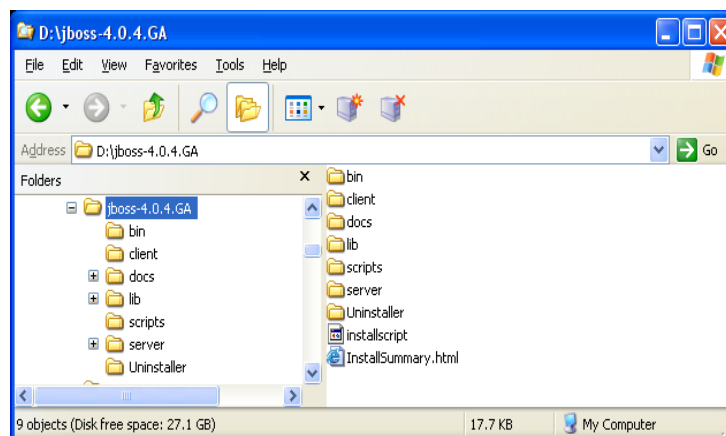 D:\jboss-4.0.4.GA
File Edit View Favorites Tools Help
Address D:\jboss-4.0.4.GA Go
Folders X
jboss-4.0.4.GA
bin
client
docs
lib
scripts
server
Uninstaller
bin
client
docs
lib
scripts
server
Uninstaller
installscript
InstallSummary.html
9 objects (Disk free space: 27.1 GB) 17.7 KB My Computer